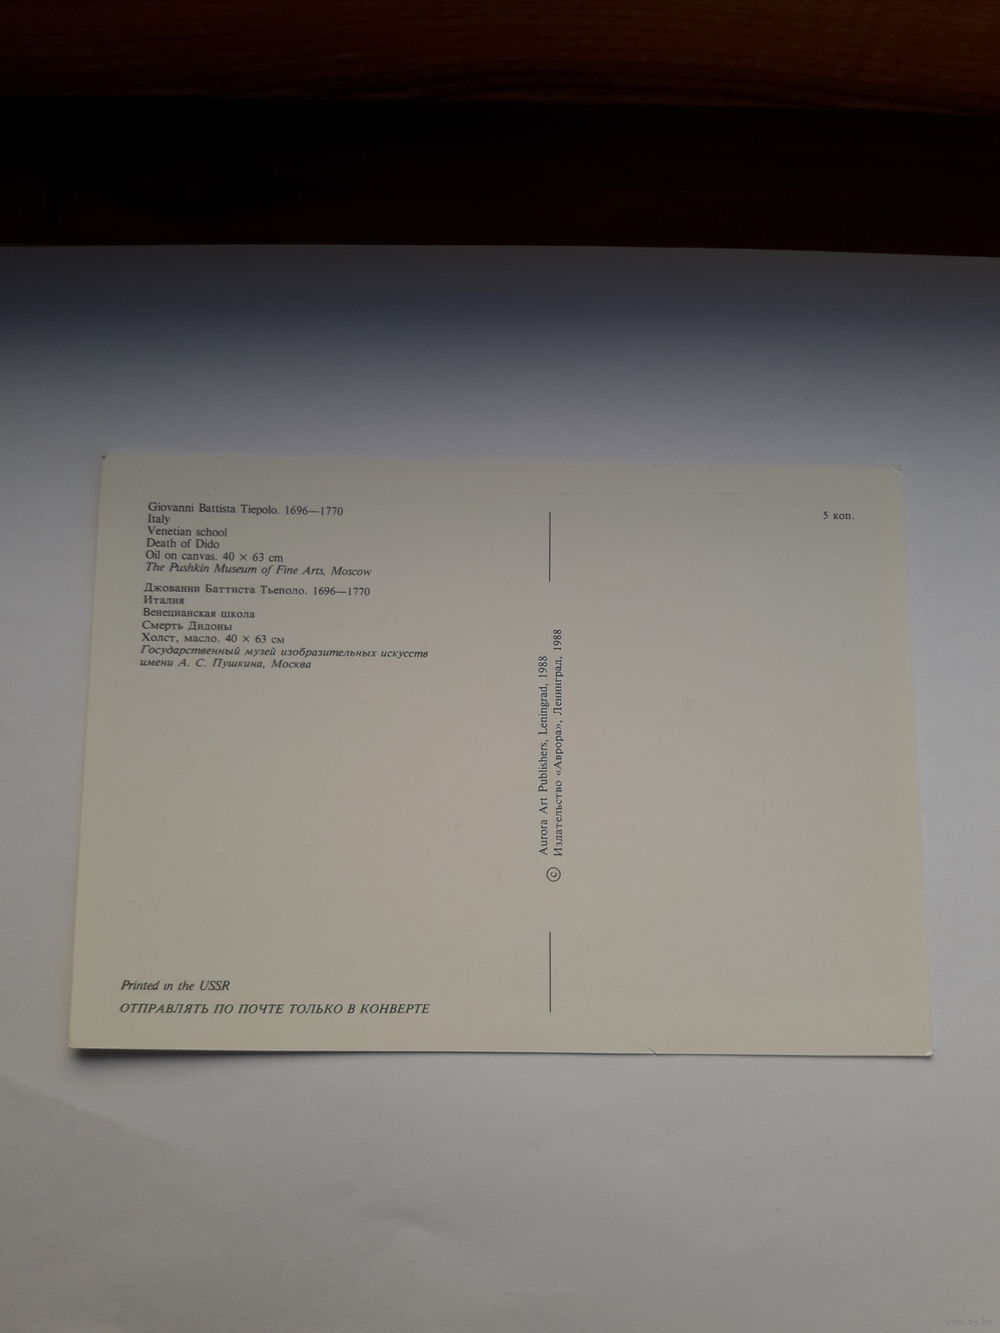 Giovanni Battista Tiepolo. 1696—1770
Italy
Venetian school
Death of Dido
Oil on canvas. 40 × 63 cm
The Pushkin Museum of Fine Arts, Moscow
Джованни Баттиста Тьеполо. 1696—1770
Италия
Венецианская школа
Смерть Дидоны
Холст, масло. 40 × 63 см
Государственный музей изобразительных искусств
имени А. С. Пушкина, Москва
Printed in the USSR
ОТПРАВЛЯТЬ ПО ПОЧТЕ ТОЛЬКО В КОНВЕРТЕ
© Aurora Art Publishers, Leningrad, 1988
Издательство «Аврора», Ленинград, 1988
5 коп.
www.ay.by